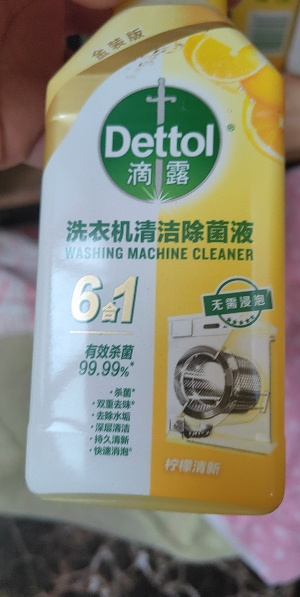 金装版
Dettol®
滴露
洗衣机清洁除菌液
WASHING MACHINE CLEANER
6合1
无需浸泡
有效杀菌
99.99%*
·杀菌*
·双重去味*
·去除水垢
·深层清洁
·持久清新
·快速消泡*
柠檬清新